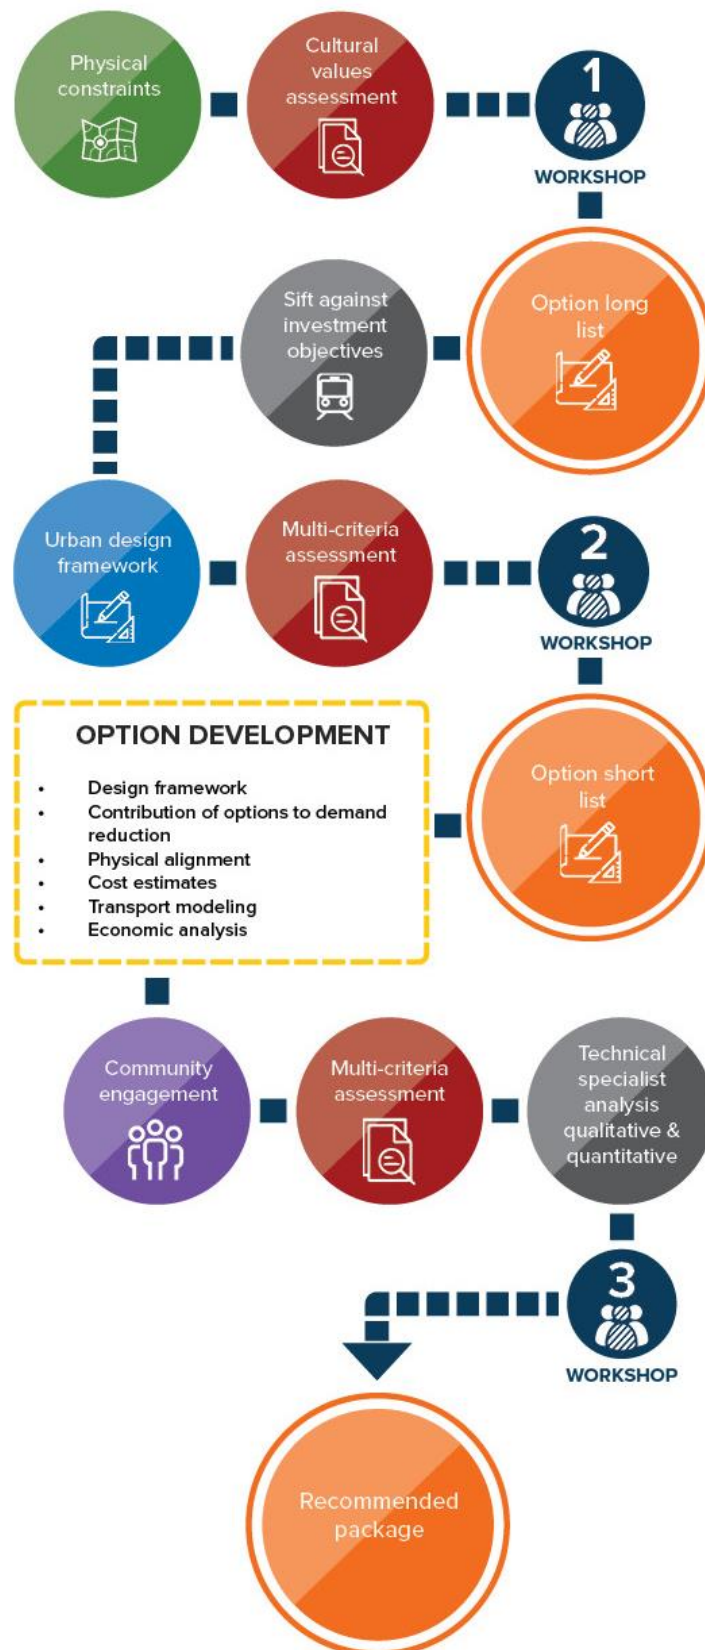 Physical
constraints
Cultural
values
assessment
1
WORKSHOP
Option long
list
Sift against
investment
objectives
Urban design
framework
Multi-criteria
assessment
2
WORKSHOP
Option short
list
OPTION DEVELOPMENT
• Design framework
• Contribution of options to demand
reduction
• Physical alignment
• Cost estimates
• Transport modeling
• Economic analysis
Community
engagement
Multi-criteria
assessment
Technical
specialist
analysis
qualitative &
quantitative
3
WORKSHOP
Recommended
package